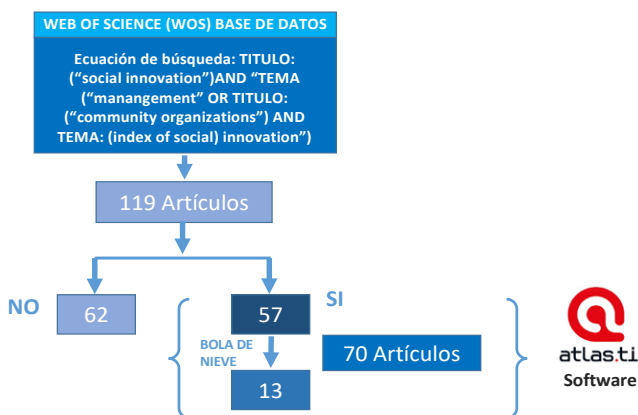 WEB OF SCIENCE (WOS) BASE DE DATOS
Ecuación de búsqueda: TITULO:
(“social innovation”)AND “TEMA
(“manangement” OR TITULO:
(“community organizations”) AND
TEMA: (index of social) innovation”)
119 Artículos
NO
62
57
SI
BOLA DE
NIEVE
13
70 Artículos
atlas.ti
Software